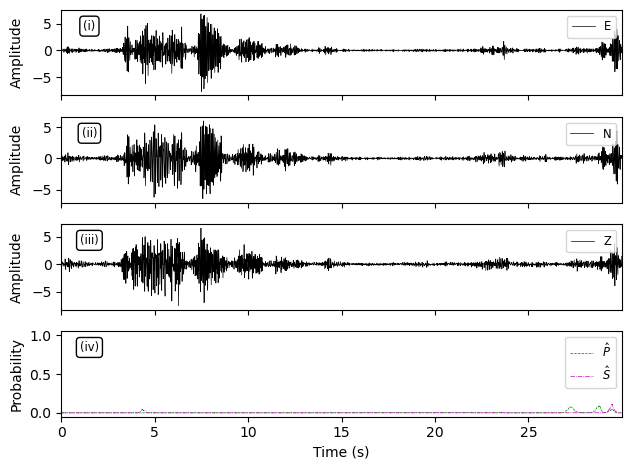 Amplitude
5
0
−5
(i)
E
Amplitude
5
0
−5
(ii)
N
Amplitude
5
0
−5
(iii)
Z
Probability
1.0
0.5
0.0
(iv)
P̂
Ŝ
0 5 10 15 20 25
Time (s)